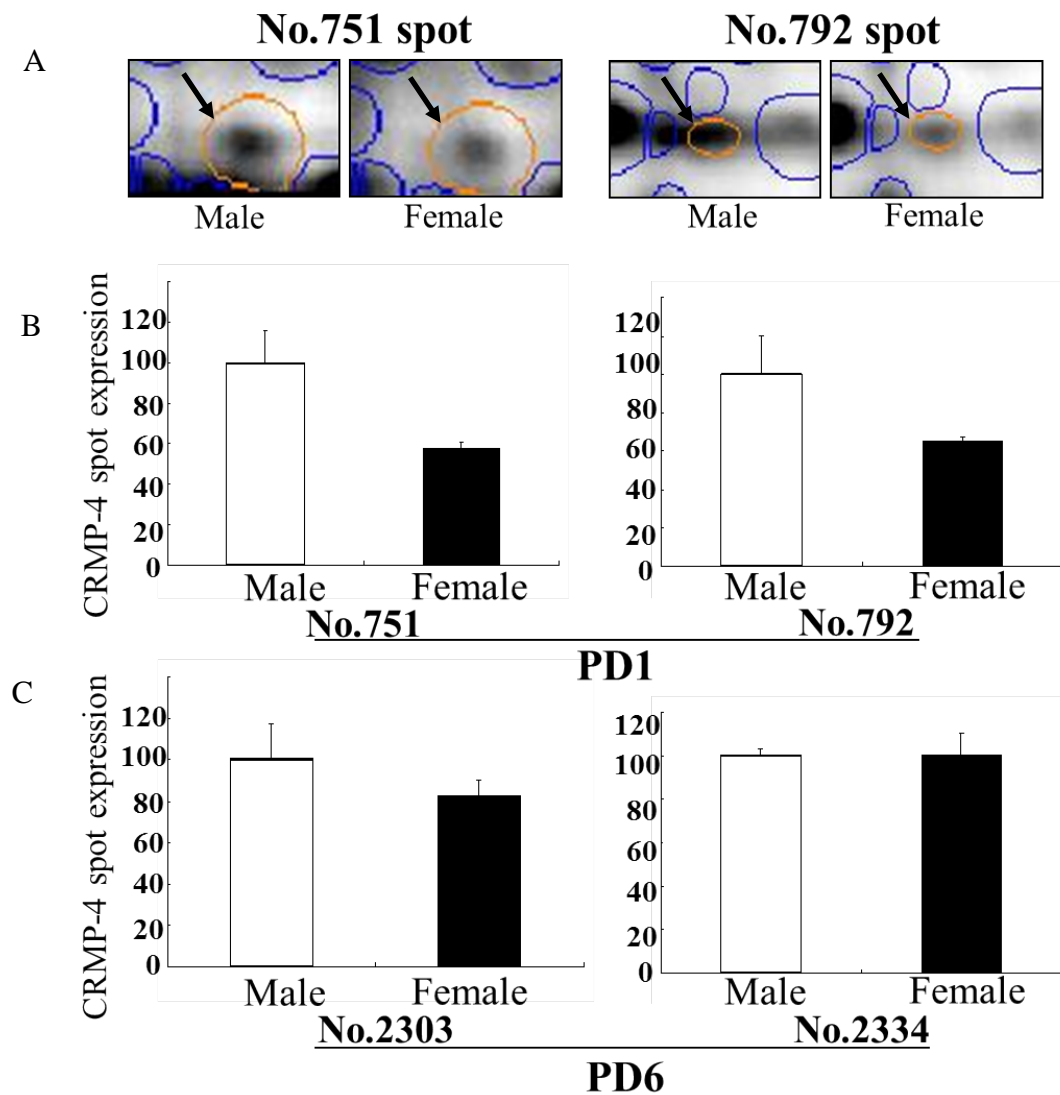 A
No.751 spot No.792 spot
Male Female Male Female
B
CRMP-4 spot expression
120
100
80
60
40
20
0
Male Female
No.751
120
100
80
60
40
20
0
Male Female
No.792
PD1
C
CRMP-4 spot expression
120
100
80
60
40
20
0
Male Female
No.2303
120
100
80
60
40
20
0
Male Female
No.2334
PD6